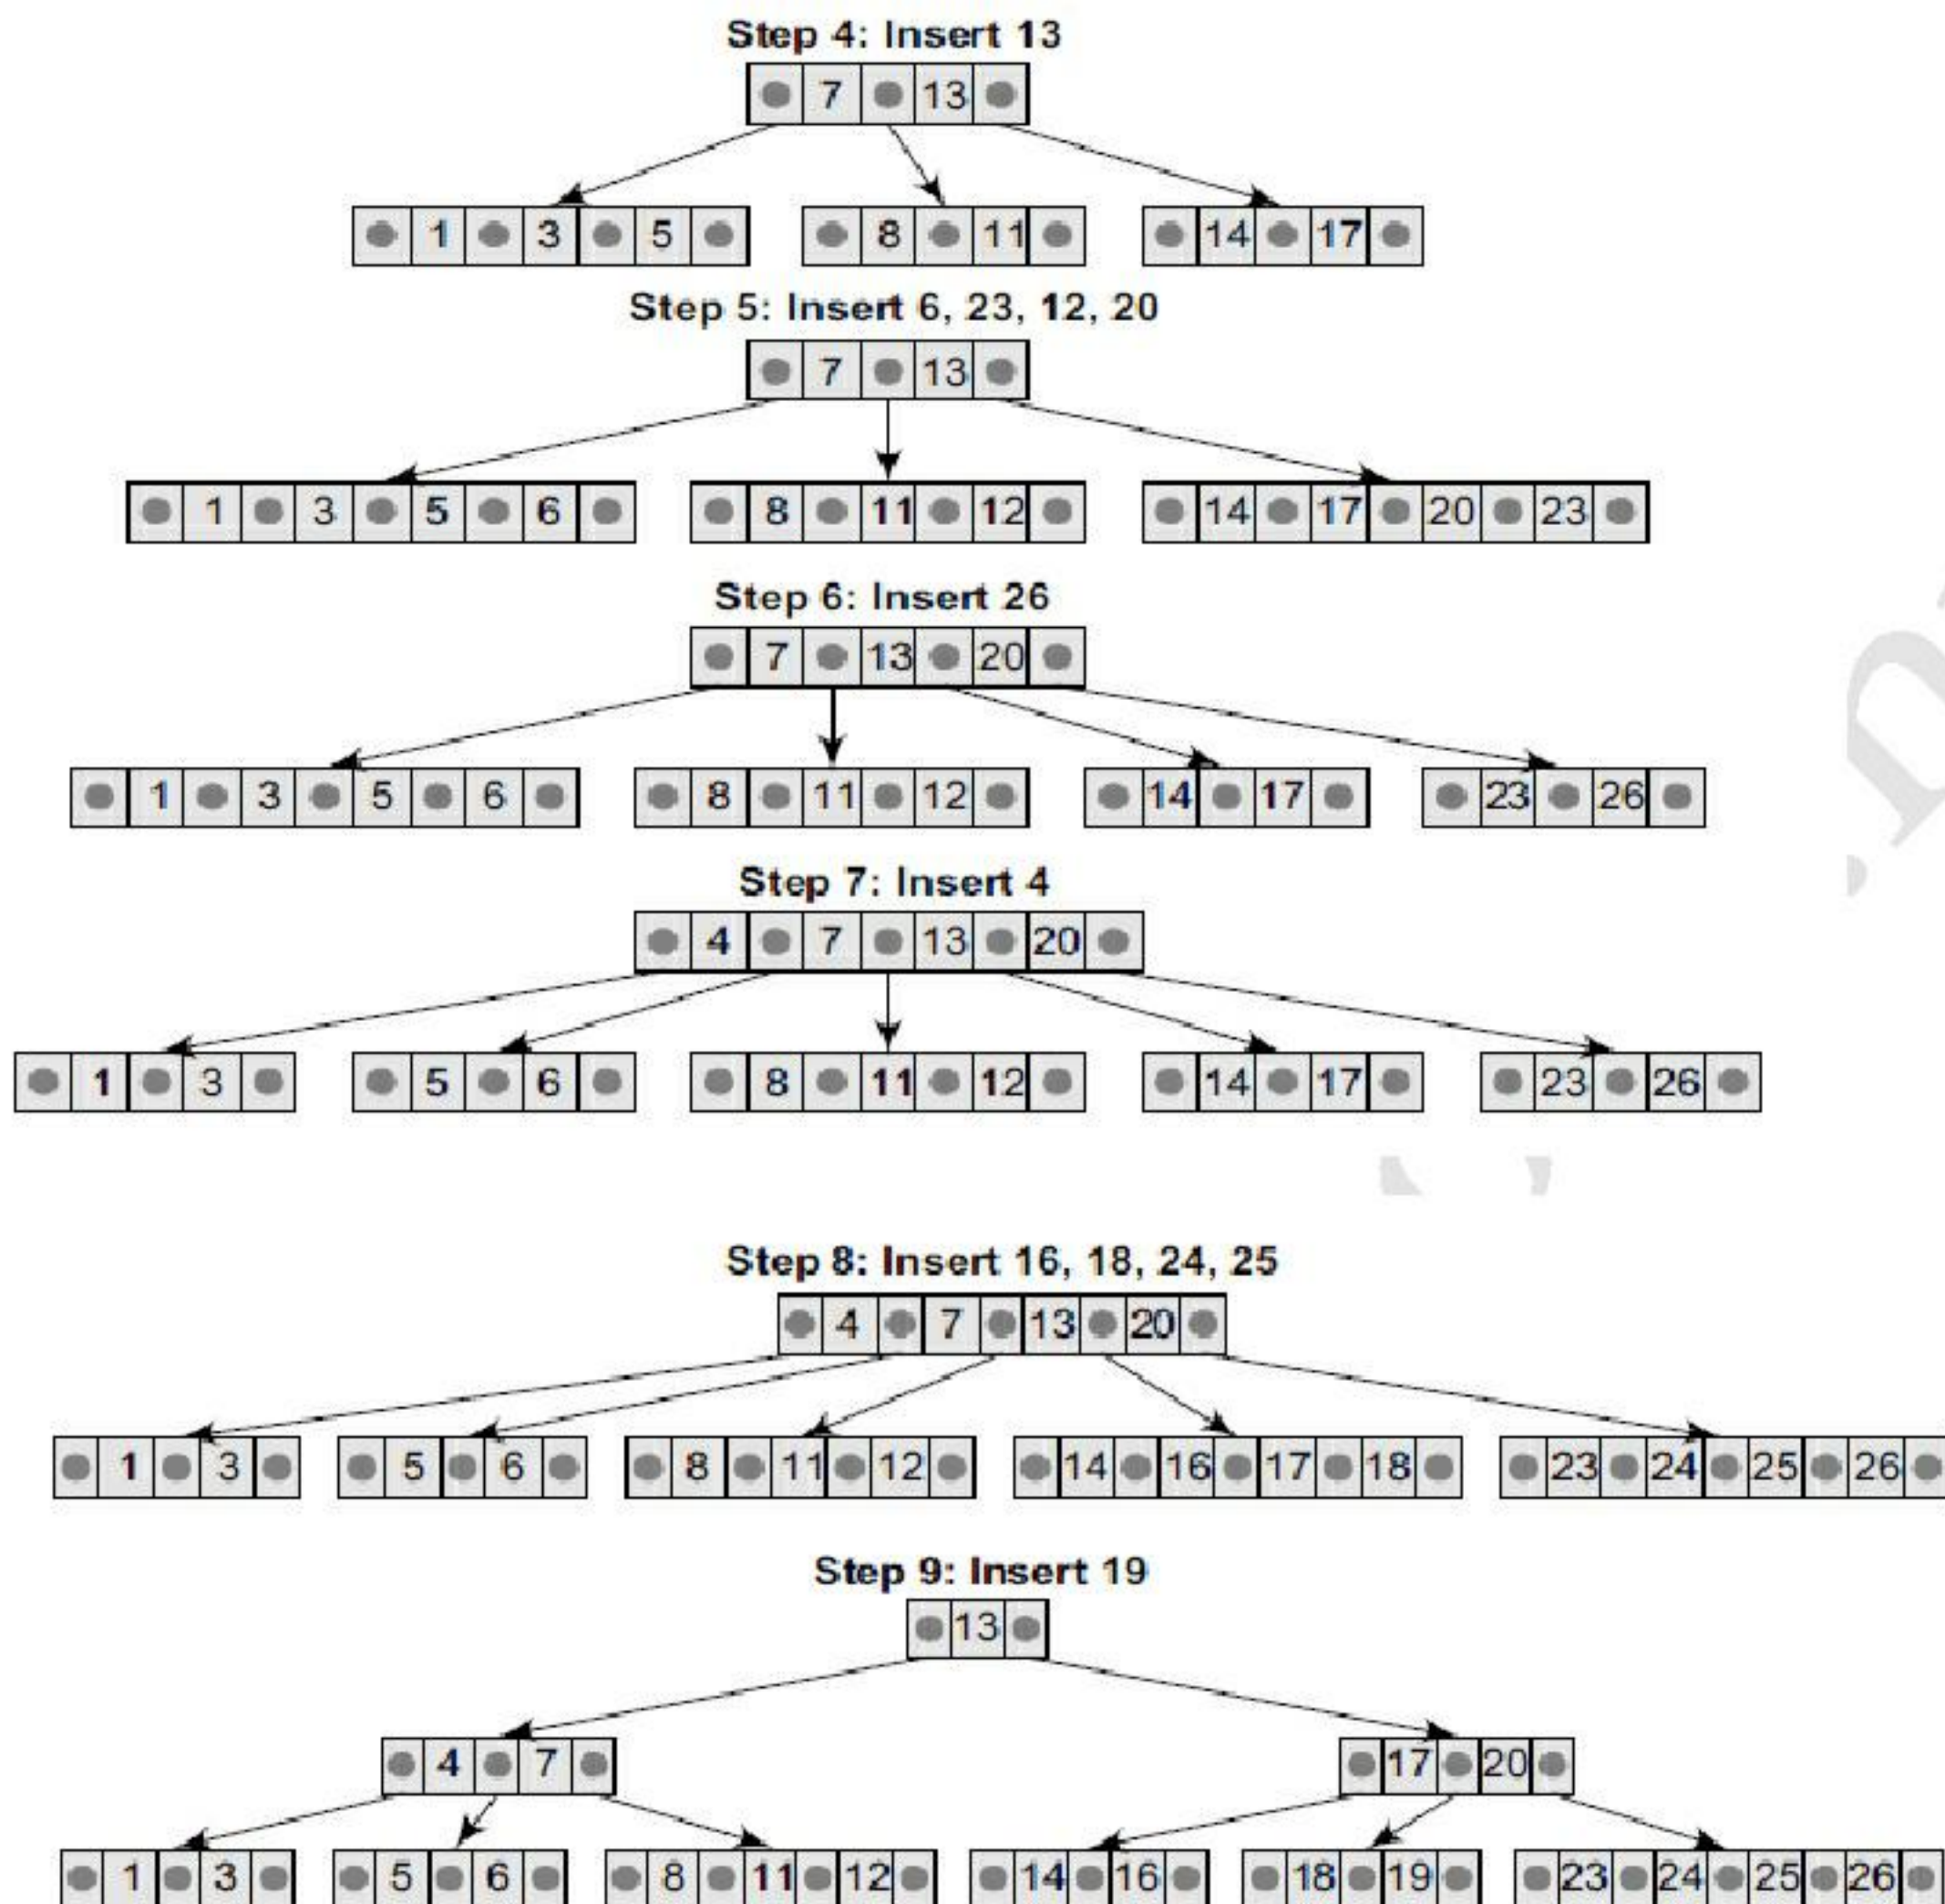 Step 4: Insert 13
7 13
1 3 5 8 11 14 17
Step 5: Insert 6, 23, 12, 20
7 13
1 3 5 6 8 11 12 14 17 20 23
Step 6: Insert 26
7 13 20
1 3 5 6 8 11 12 14 17 23 26
Step 7: Insert 4
4 7 13 20
1 3 5 6 8 11 12 14 17 23 26
Step 8: Insert 16, 18, 24, 25
4 7 13 20
1 3 5 6 8 11 12 14 16 17 18 23 24 25 26
Step 9: Insert 19
13
4 7 17 20
1 3 5 6 8 11 12 14 16 18 19 23 24 25 26